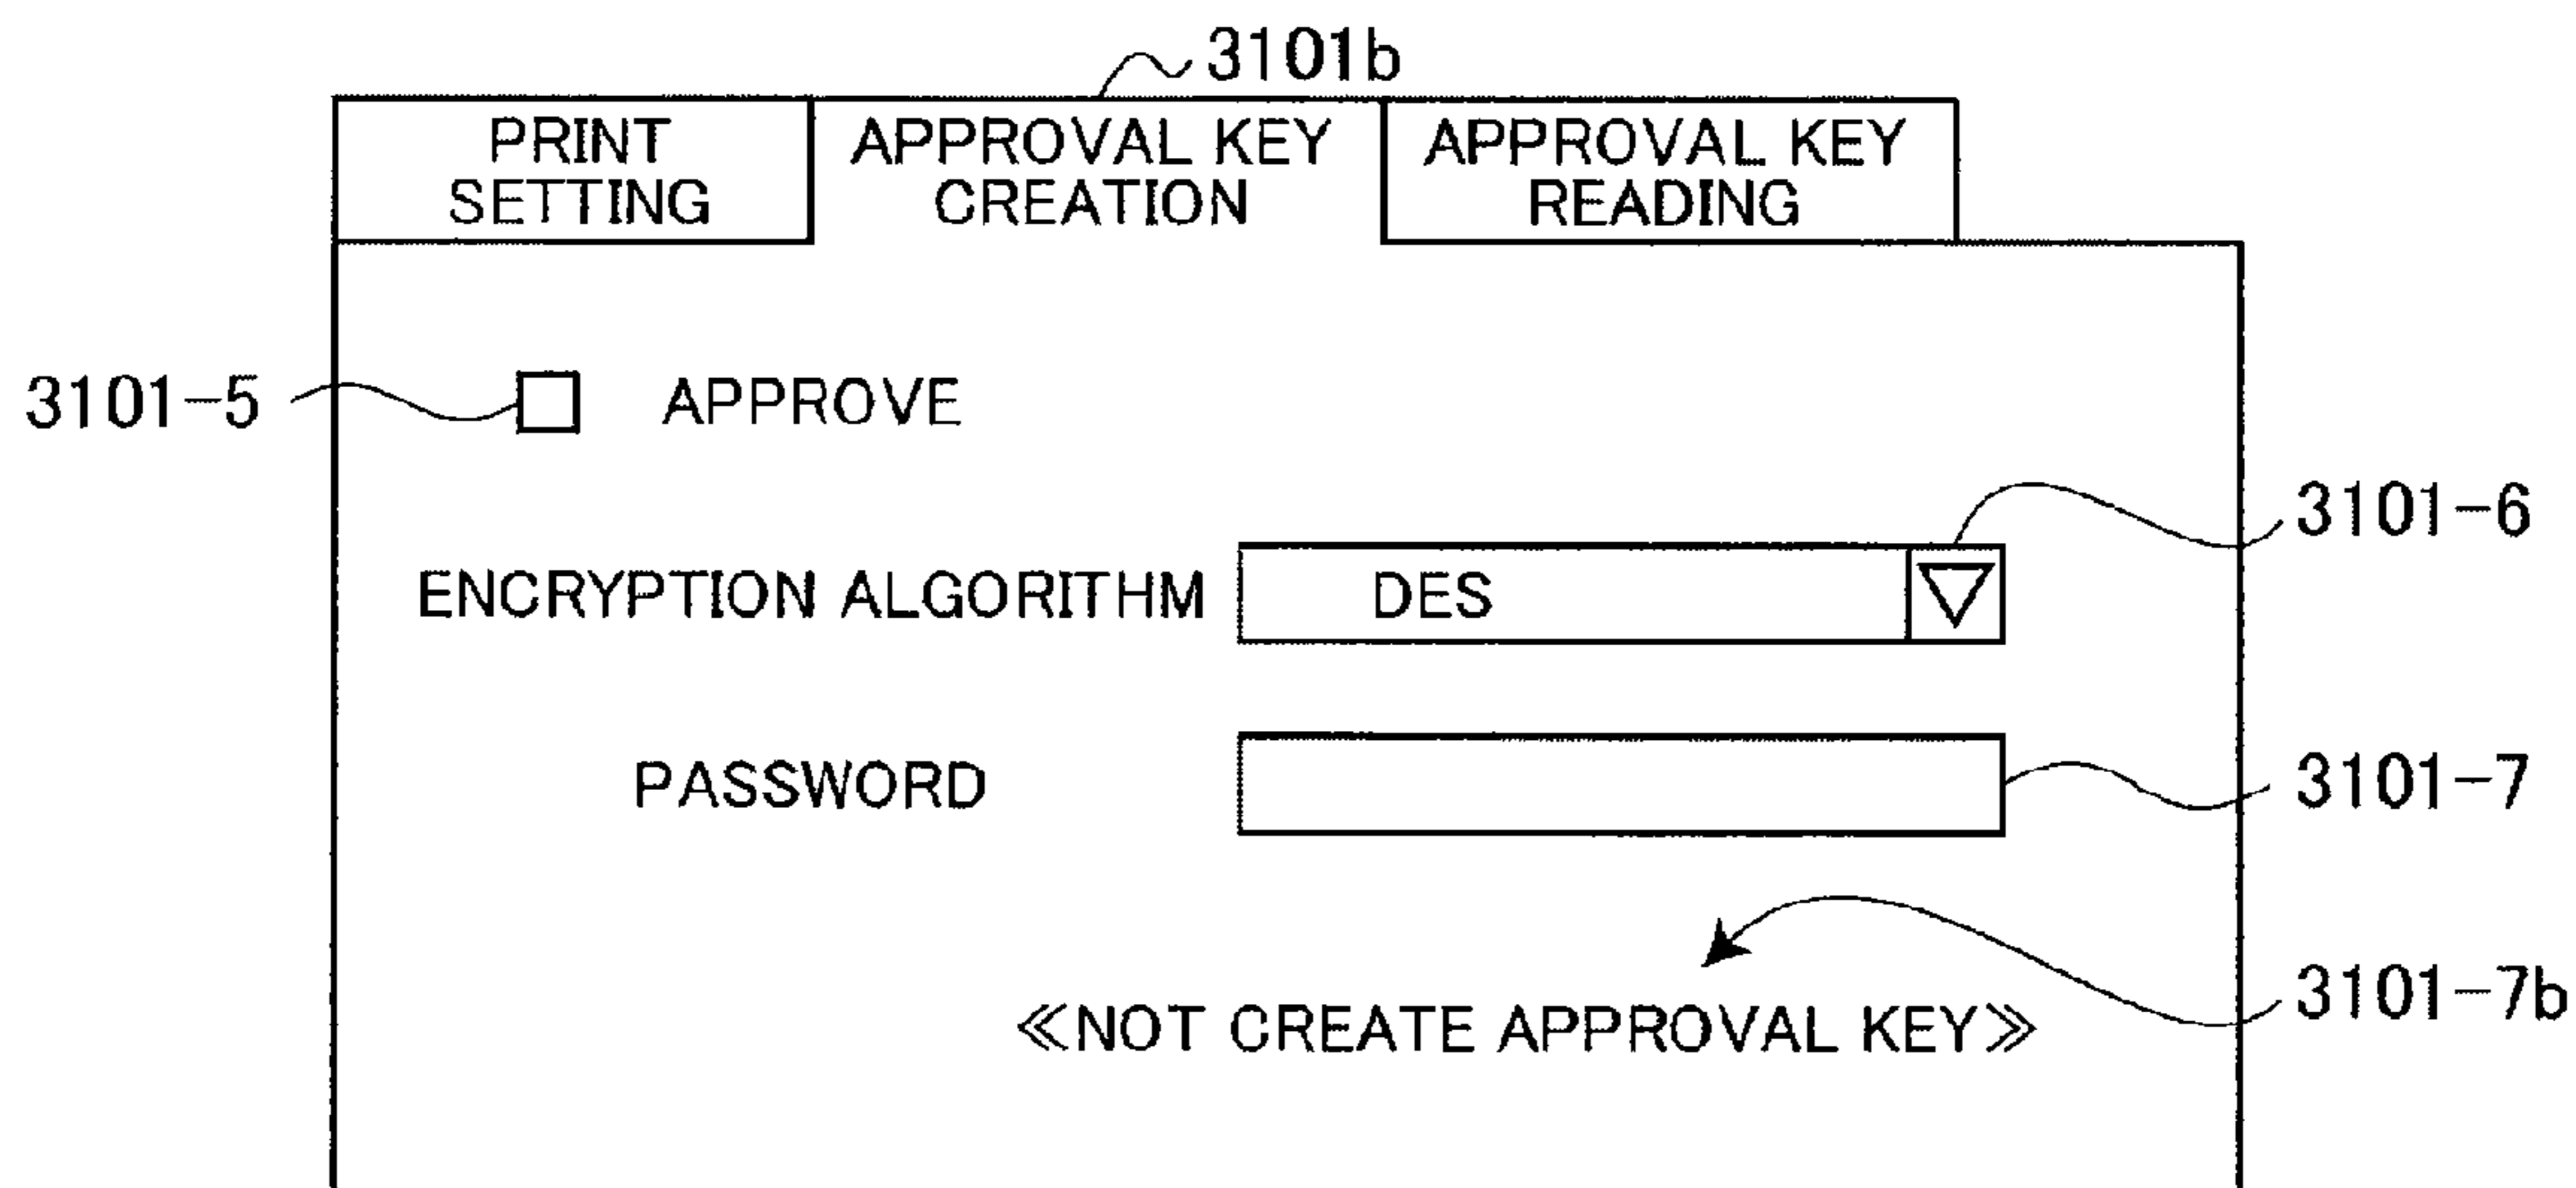 3101b
PRINT SETTING
APPROVAL KEY CREATION
APPROVAL KEY READING
3101-5
APPROVE
3101-6
ENCRYPTION ALGORITHM
DES
PASSWORD
3101-7
3101-7b
≪NOT CREATE APPROVAL KEY≫